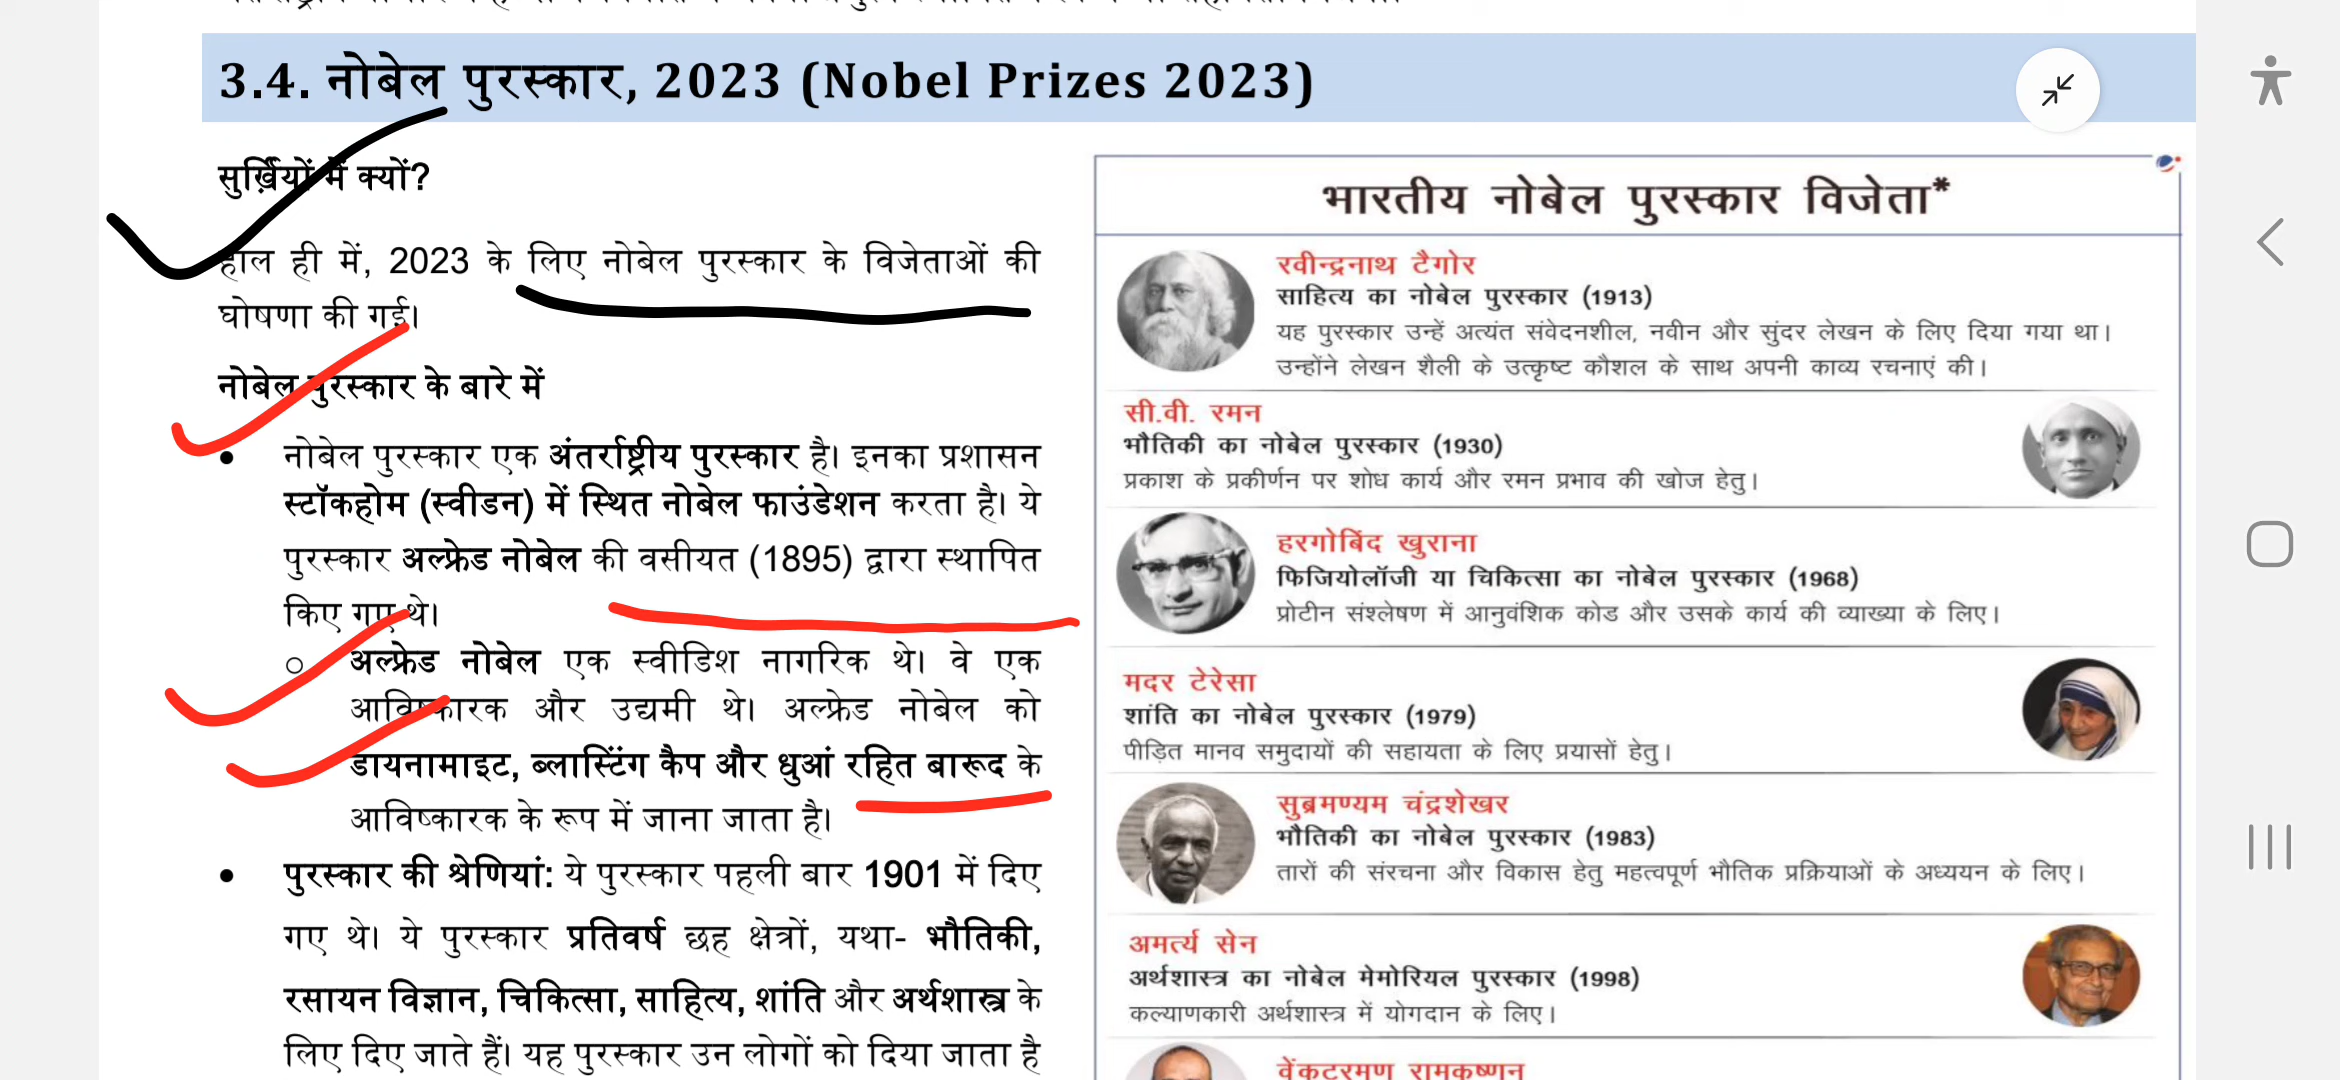 3.4. नोबेल पुरस्कार, 2023 (Nobel Prizes 2023)
सुर्ख़ियों में क्यों?
हाल ही में, 2023 के लिए नोबेल पुरस्कार के विजेताओं की
घोषणा की गई।
नोबेल पुरस्कार के बारे में
• नोबेल पुरस्कार एक अंतर्राष्ट्रीय पुरस्कार है। इनका प्रशासन
स्टॉकहोम (स्वीडन) में स्थित नोबेल फाउंडेशन करता है। ये
पुरस्कार अल्फ्रेड नोबेल की वसीयत (1895) द्वारा स्थापित
किए गए थे।
○ अल्फ्रेड नोबेल एक स्वीडिश नागरिक थे। वे एक
आविष्कारक और उद्यमी थे। अल्फ्रेड नोबेल को
डायनामाइट, ब्लास्टिंग कैप और धुआं रहित बारूद के
आविष्कारक के रूप में जाना जाता है।
• पुरस्कार की श्रेणियां: ये पुरस्कार पहली बार 1901 में दिए
गए थे। ये पुरस्कार प्रतिवर्ष छह क्षेत्रों, यथा- भौतिकी,
रसायन विज्ञान, चिकित्सा, साहित्य, शांति और अर्थशास्त्र के
लिए दिए जाते हैं। यह पुरस्कार उन लोगों को दिया जाता है
भारतीय नोबेल पुरस्कार विजेता*
रवीन्द्रनाथ टैगोर
साहित्य का नोबेल पुरस्कार (1913)
यह पुरस्कार उन्हें अत्यंत संवेदनशील, नवीन और सुंदर लेखन के लिए दिया गया था।
उन्होंने लेखन शैली के उत्कृष्ट कौशल के साथ अपनी काव्य रचनाएं की।
सी.वी. रमन
भौतिकी का नोबेल पुरस्कार (1930)
प्रकाश के प्रकीर्णन पर शोध कार्य और रमन प्रभाव की खोज हेतु।
हरगोबिंद खुराना
फिजियोलॉजी या चिकित्सा का नोबेल पुरस्कार (1968)
प्रोटीन संश्लेषण में आनुवंशिक कोड और उसके कार्य की व्याख्या के लिए।
मदर टेरेसा
शांति का नोबेल पुरस्कार (1979)
पीड़ित मानव समुदायों की सहायता के लिए प्रयासों हेतु।
सुब्रमण्यम चंद्रशेखर
भौतिकी का नोबेल पुरस्कार (1983)
तारों की संरचना और विकास हेतु महत्वपूर्ण भौतिक प्रक्रियाओं के अध्ययन के लिए।
अमर्त्य सेन
अर्थशास्त्र का नोबेल मेमोरियल पुरस्कार (1998)
कल्याणकारी अर्थशास्त्र में योगदान के लिए।
वेंकटरमण रामकृष्णन